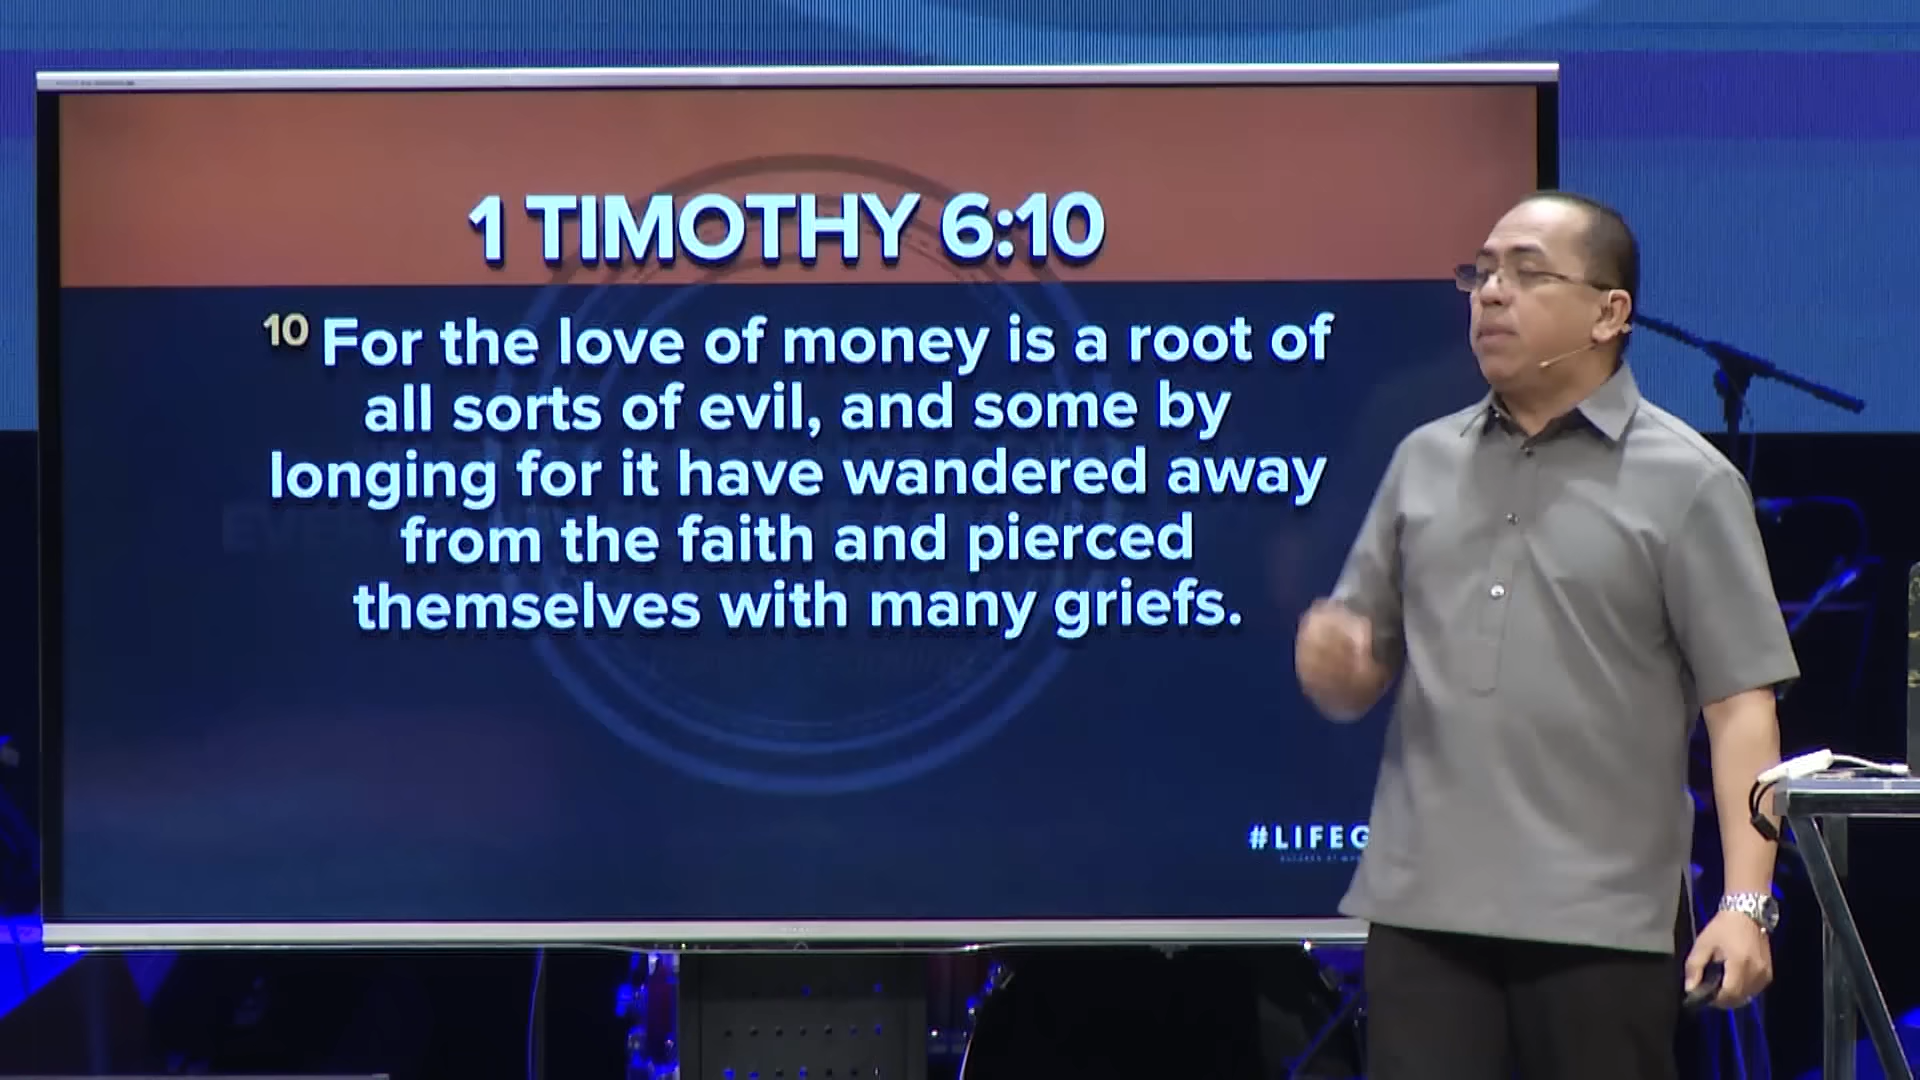 1 TIMOTHY 6:10
10 For the love of money is a root of
all sorts of evil, and some by
longing for it have wandered away
from the faith and pierced
themselves with many griefs.
#LIFEG